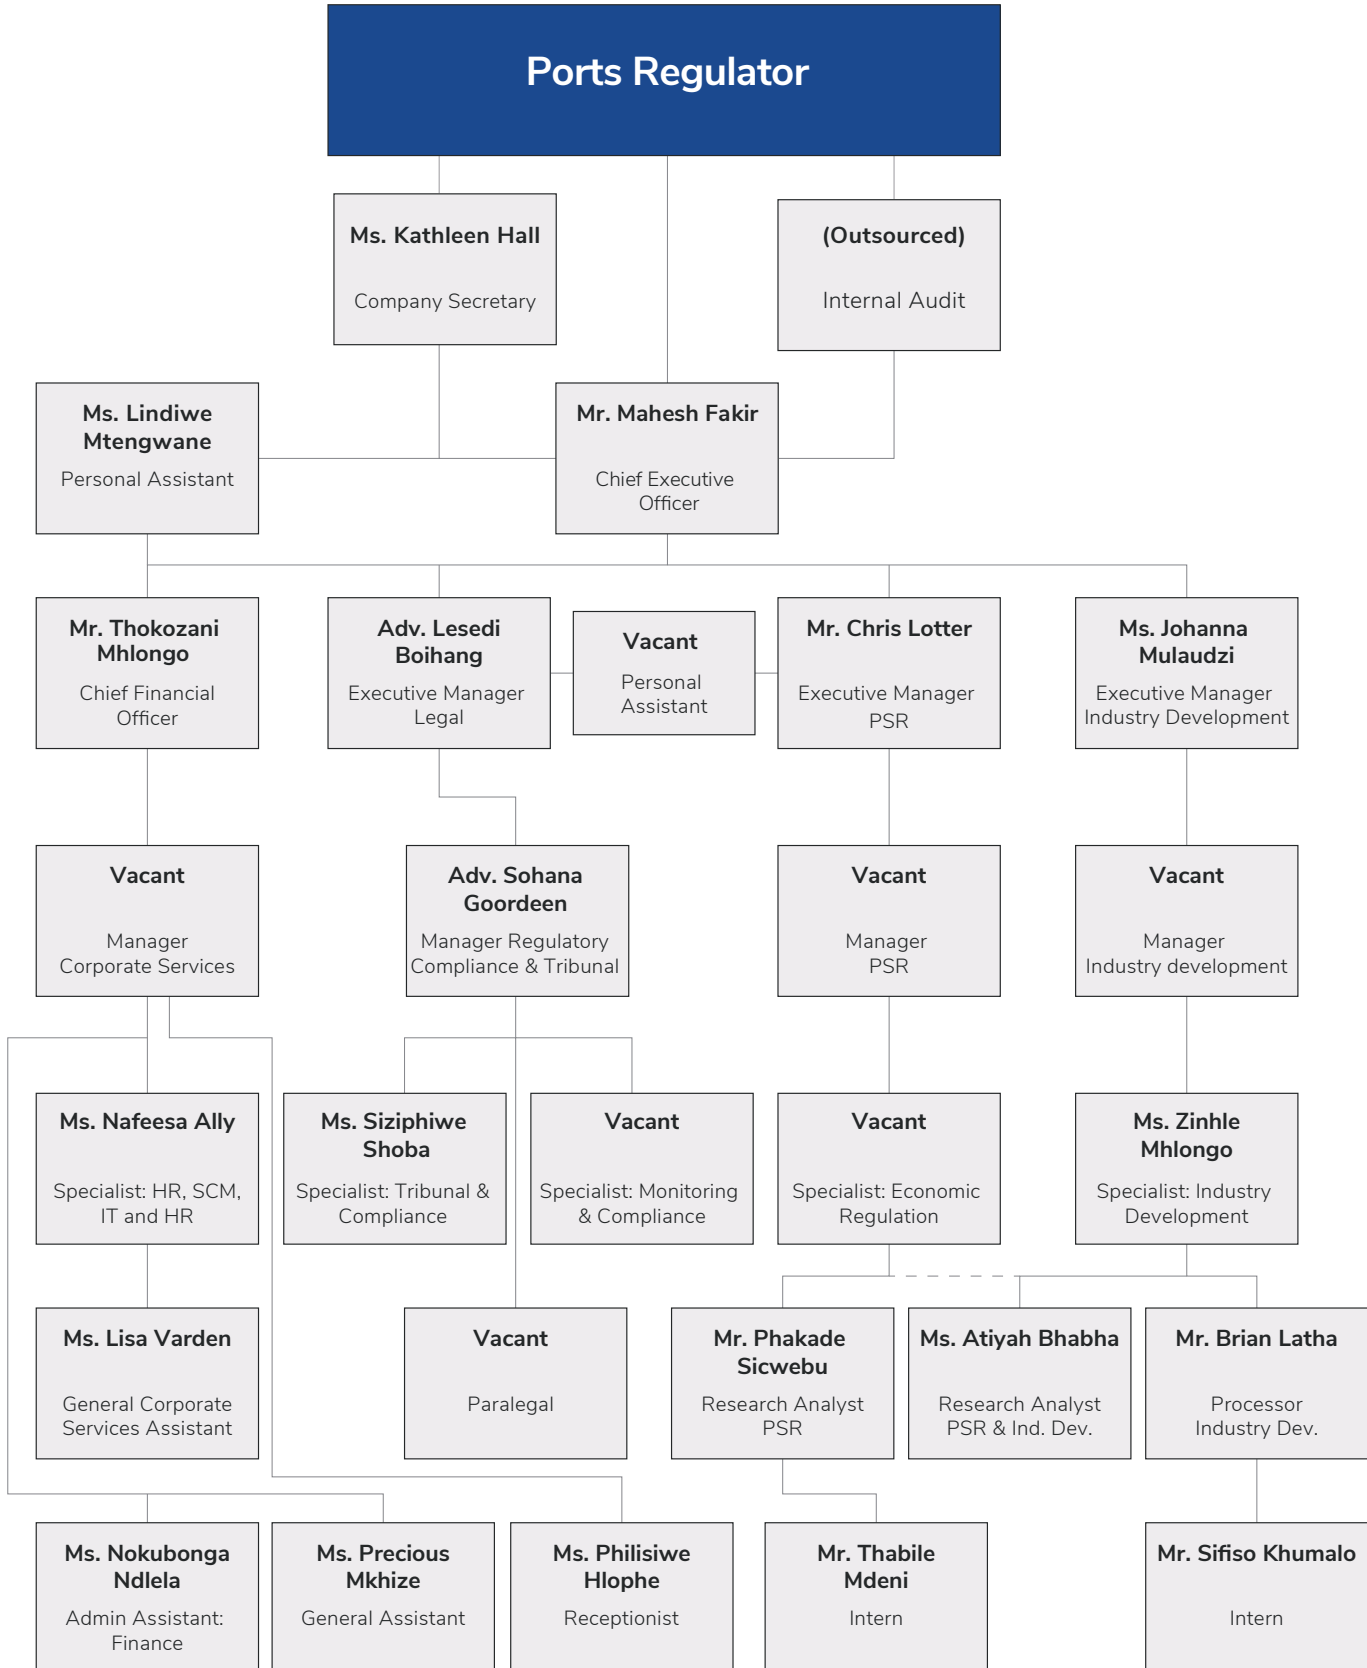 Ports Regulator
Ms. Kathleen Hall
Company Secretary
(Outsourced)
Internal Audit
Ms. Lindiwe
Mtengwane
Personal Assistant
Mr. Mahesh Fakir
Chief Executive
Officer
Mr. Thokozani
Mhlongo
Chief Financial
Officer
Adv. Lesedi
Boihang
Executive Manager
Legal
Vacant
Personal
Assistant
Mr. Chris Lotter
Executive Manager
PSR
Ms. Johanna
Mulaudzi
Executive Manager
Industry Development
Vacant
Manager
Corporate Services
Adv. Sohana
Goordeen
Manager Regulatory
Compliance & Tribunal
Vacant
Manager
PSR
Vacant
Manager
Industry development
Ms. Nafeesa Ally
Specialist: HR, SCM,
IT and HR
Ms. Siziphiwe
Shoba
Specialist: Tribunal &
Compliance
Vacant
Specialist: Monitoring
& Compliance
Vacant
Specialist: Economic
Regulation
Ms. Zinhle
Mhlongo
Specialist: Industry
Development
Ms. Lisa Varden
General Corporate
Services Assistant
Vacant
Paralegal
Mr. Phakade
Sicwebu
Research Analyst
PSR
Ms. Atiyah Bhabha
Research Analyst
PSR & Ind. Dev.
Mr. Brian Latha
Processor
Industry Dev.
Ms. Nokubonga
Ndlela
Admin Assistant:
Finance
Ms. Precious
Mkhize
General Assistant
Ms. Philisiwe
Hlophe
Receptionist
Mr. Thabile
Mdeni
Intern
Mr. Sifiso Khumalo
Intern